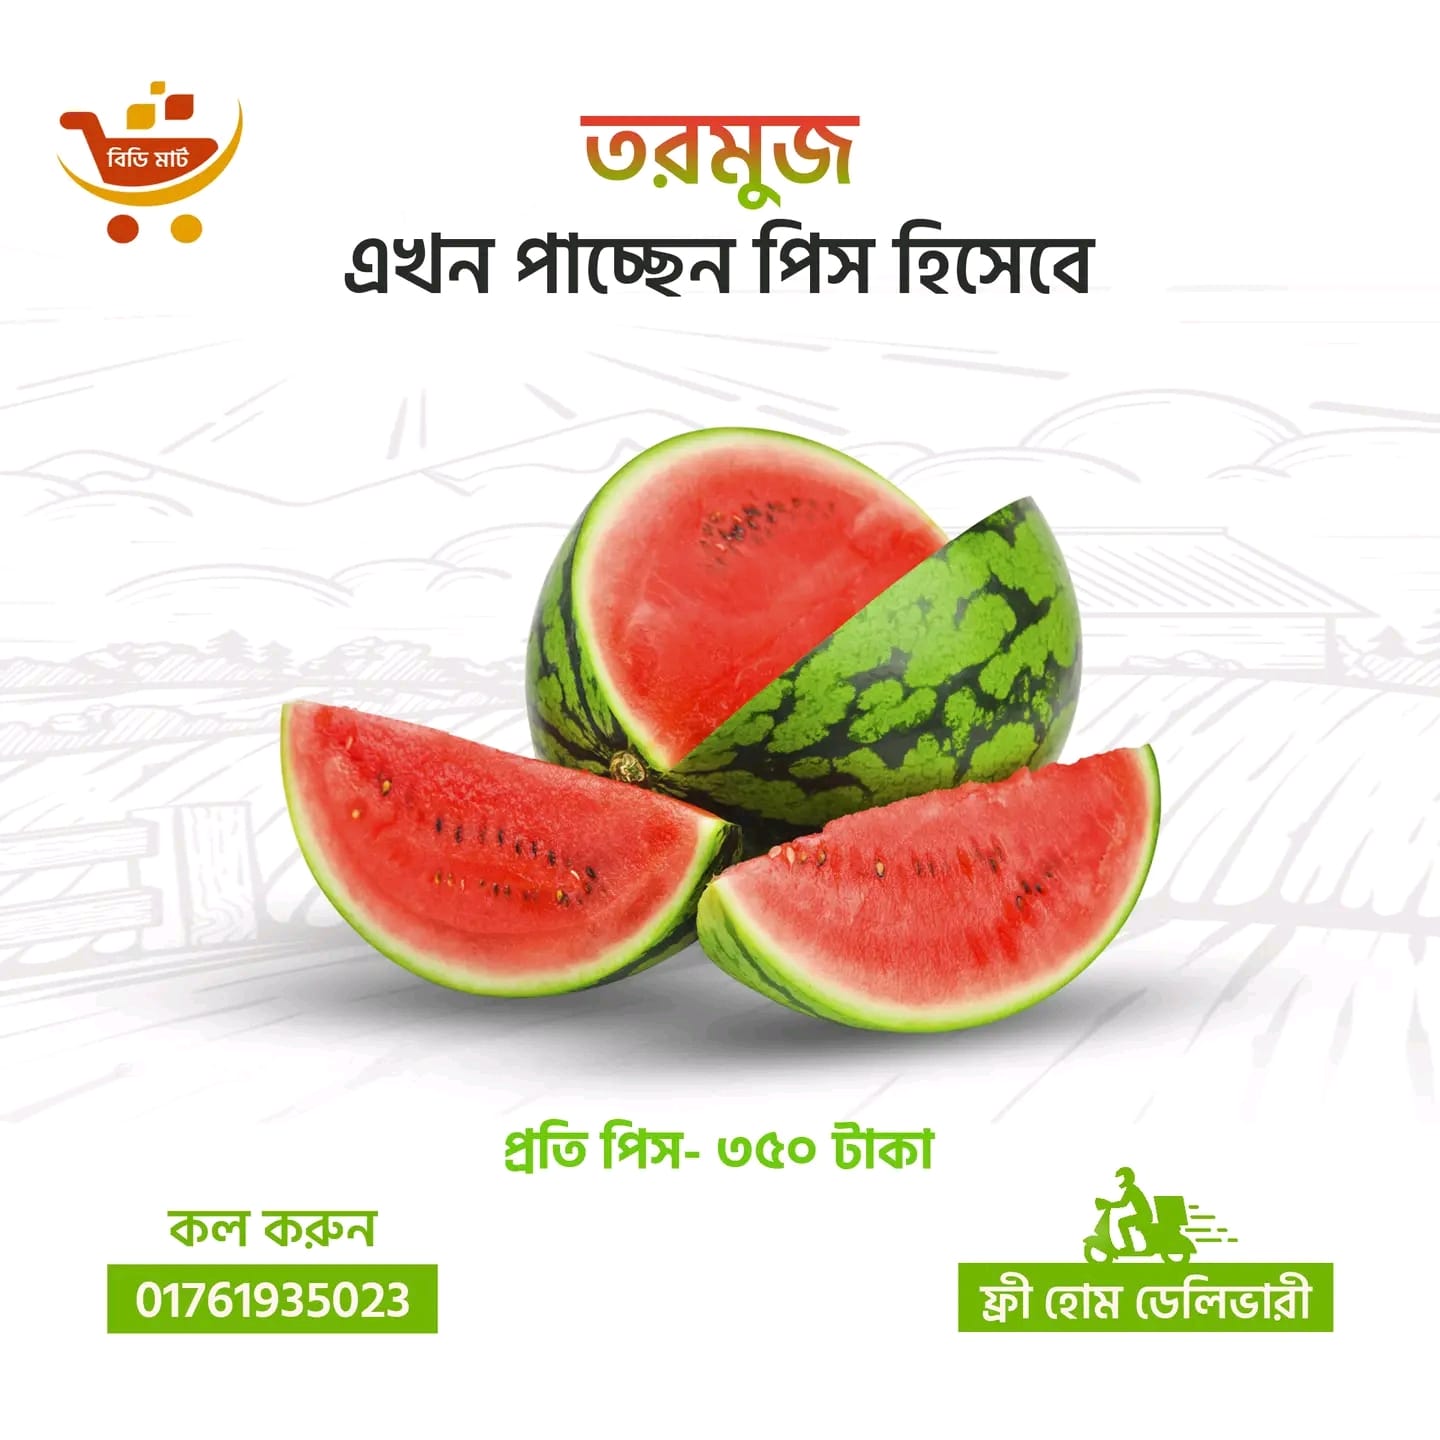 বিডি মার্ট
তরমুজ
এখন পাচ্ছেন পিস হিসেবে
প্রতি পিস- ৩৫০ টাকা
কল করুন
01761935023
ফ্রী হোম ডেলিভারী